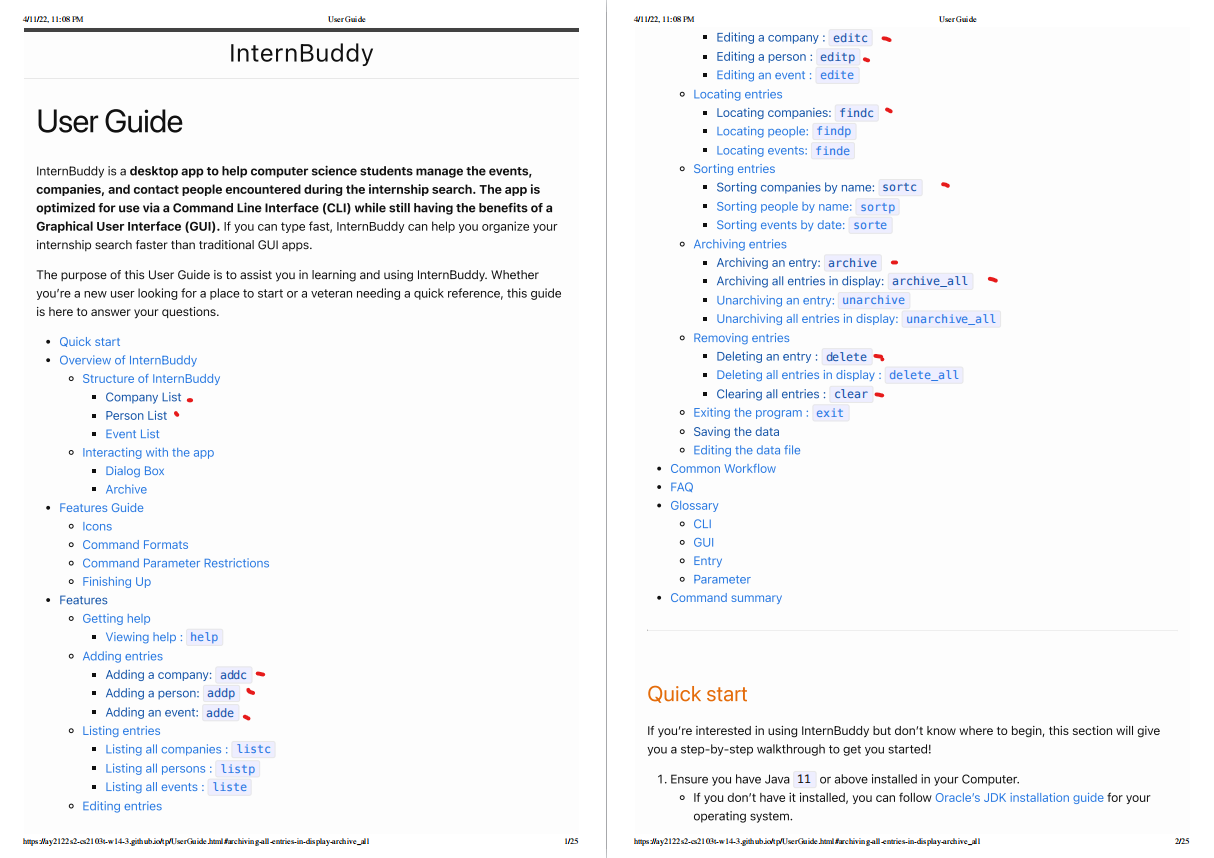 4/11/22, 11:08 PM User Guide
InternBuddy
User Guide
InternBuddy is a desktop app to help computer science students manage the events,
companies, and contact people encountered during the internship search. The app is
optimized for use via a Command Line Interface (CLI) while still having the benefits of a
Graphical User Interface (GUI). If you can type fast, InternBuddy can help you organize your
internship search faster than traditional GUI apps.
The purpose of this User Guide is to assist you in learning and using InternBuddy. Whether
you're a new user looking for a place to start or a veteran needing a quick reference, this guide
is here to answer your questions.
Quick start
Overview of InternBuddy
Structure of InternBuddy
Company List
Person List
Event List
Interacting with the app
Dialog Box
Archive
Features Guide
Icons
Command Formats
Command Parameter Restrictions
Finishing Up
Features
Getting help
Viewing help : help
Adding entries
Adding a company: addc
Adding a person: addp
Adding an event: adde
Listing entries
Listing all companies : listc
Listing all persons : listp
Listing all events : liste
Editing entries
https://ay2122s2-cs2103t-w14-3.github.io/tp/UserGuide.html#archiving-all-entries-in-display-archive_all 1/25
4/11/22, 11:08 PM User Guide
Editing a company : editc
Editing a person : editp
Editing an event : edite
Locating entries
Locating companies: findc
Locating people: findp
Locating events: finde
Sorting entries
Sorting companies by name: sortc
Sorting people by name: sortp
Sorting events by date: sorte
Archiving entries
Archiving an entry: archive
Archiving all entries in display: archive_all
Unarchiving an entry: unarchive
Unarchiving all entries in display: unarchive_all
Removing entries
Deleting an entry : delete
Deleting all entries in display : delete_all
Clearing all entries : clear
Exiting the program : exit
Saving the data
Editing the data file
Common Workflow
FAQ
Glossary
CLI
GUI
Entry
Parameter
Command summary
Quick start
If you're interested in using InternBuddy but don't know where to begin, this section will give
you a step-by-step walkthrough to get you started!
1. Ensure you have Java 11 or above installed in your Computer.
If you don't have it installed, you can follow Oracle's JDK installation guide for your
operating system.
https://ay2122s2-cs2103t-w14-3.github.io/tp/UserGuide.html#archiving-all-entries-in-display-archive_all 2/25